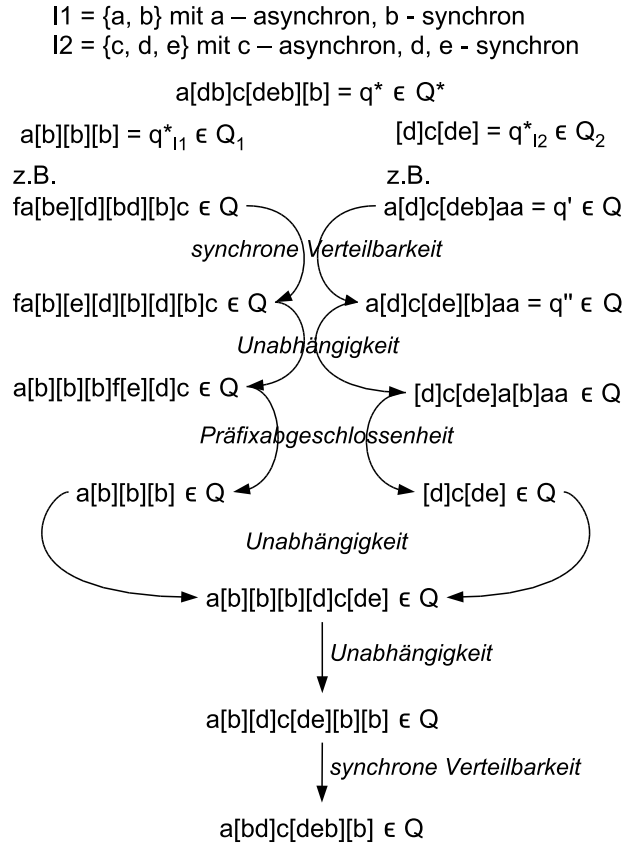 I1 = {a, b} mit a – asynchron, b - synchron
I2 = {c, d, e} mit c – asynchron, d, e - synchron
a[db]c[deb][b] = q* ϵ Q*
a[b][b][b] = q*I1 ϵ Q1
[d]c[de] = q*I2 ϵ Q2
z.B.
z.B.
fa[be][d][bd][b]c ϵ Q
a[d]c[deb]aa = q' ϵ Q
synchrone Verteilbarkeit
fa[b][e][d][b][d][b]c ϵ Q
a[d]c[de][b]aa = q" ϵ Q
Unabhängigkeit
a[b][b][b]f[e][d]c ϵ Q
[d]c[de]a[b]aa ϵ Q
Präfixabgeschlossenheit
a[b][b][b] ϵ Q
[d]c[de] ϵ Q
Unabhängigkeit
a[b][b][b][d]c[de] ϵ Q
Unabhängigkeit
a[b][d]c[de][b][b] ϵ Q
synchrone Verteilbarkeit
a[bd]c[deb][b] ϵ Q